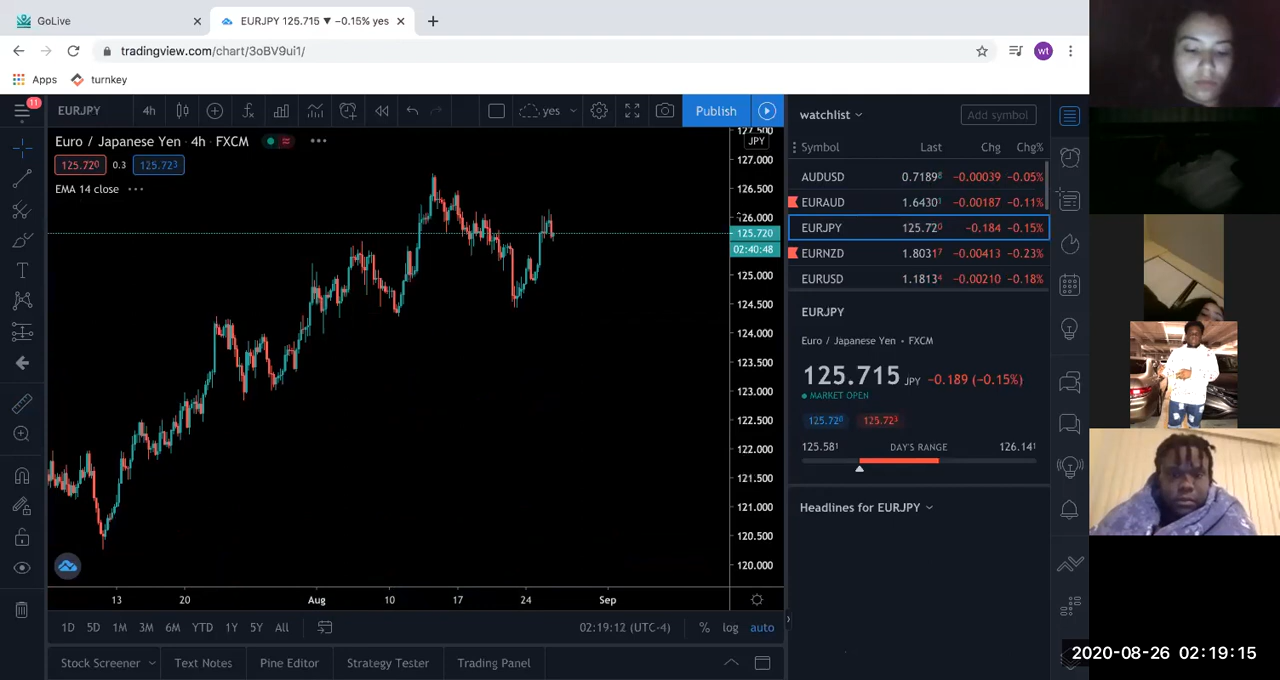 GoLive
EURJPY 125.715 ▼ −0.15% yes
tradingview.com/chart/3oBV9ui1/
wt
Apps
turnkey
11
EURJPY
4h
yes
Publish
Euro / Japanese Yen · 4h · FXCM
125.720
0.3
125.723
EMA 14 close
127.500
JPY
127.000
126.500
126.000
125.720
02:40:48
125.000
124.500
124.000
123.500
123.000
122.500
122.000
121.500
121.000
120.500
120.000
13
20
Aug
10
17
24
Sep
1D
5D
1M
3M
6M
YTD
1Y
5Y
All
02:19:12 (UTC-4)
%
log
auto
Stock Screener
Text Notes
Pine Editor
Strategy Tester
Trading Panel
watchlist
Add symbol
Symbol Last Chg Chg%
AUDUSD 0.71898 −0.00039 −0.05%
EURAUD 1.64301 −0.00187 −0.11%
EURJPY 125.720 −0.184 −0.15%
EURNZD 1.80317 −0.00413 −0.23%
EURUSD 1.18134 −0.00210 −0.18%
EURJPY
Euro / Japanese Yen • FXCM
125.715 JPY −0.189 (−0.15%)
MARKET OPEN
125.720
125.723
125.581 DAY'S RANGE 126.141
Headlines for EURJPY
2020-08-26 02:19:15